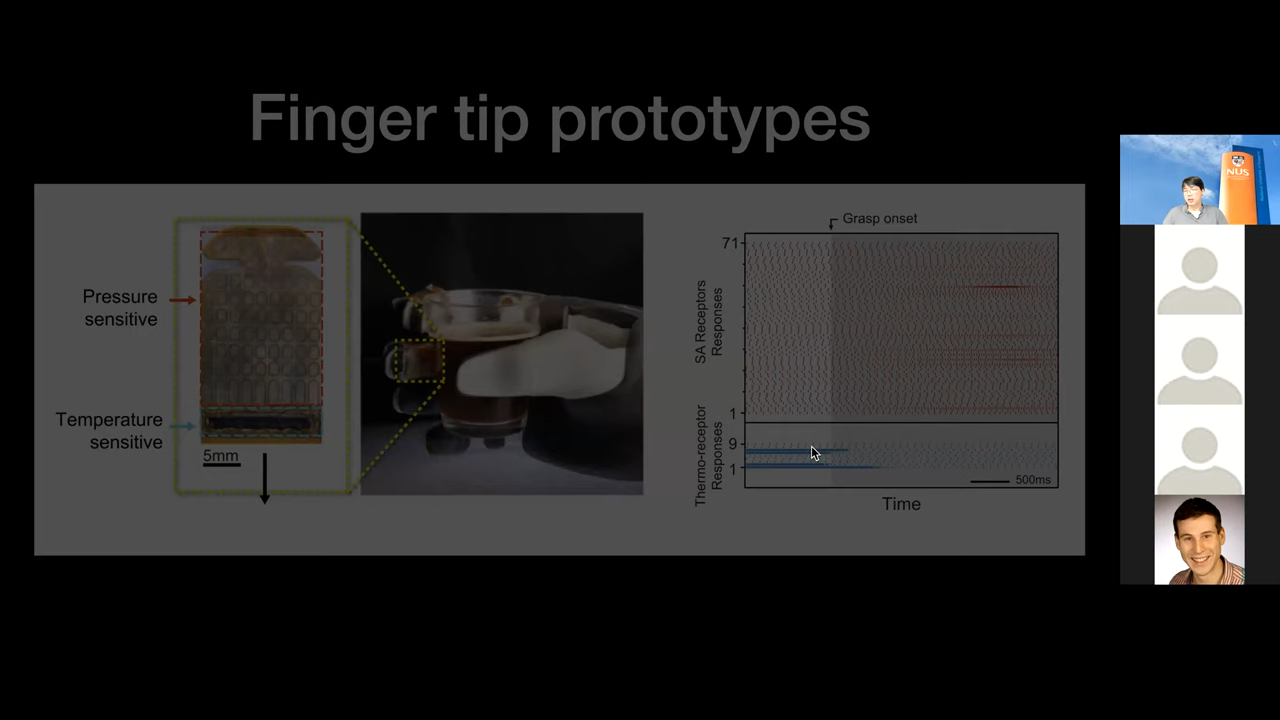 Finger tip prototypes
Pressure
sensitive
Temperature
sensitive
5mm
Grasp onset
71
SA Receptors
Responses
1
9
Thermo-receptor
Responses
1
500ms
Time
NUS